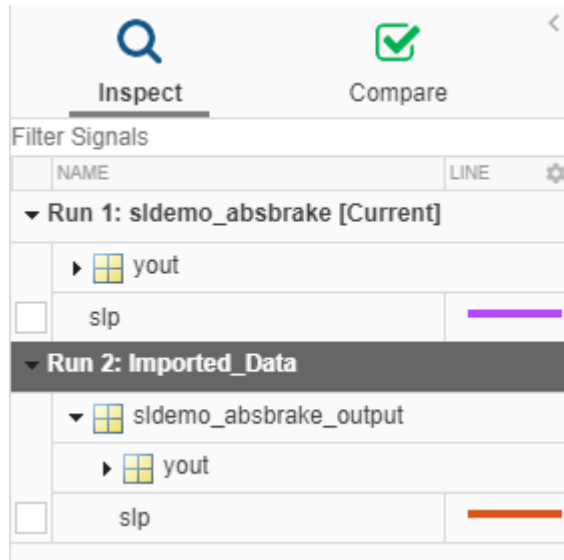 Inspect Compare
Filter Signals
NAME LINE
Run 1: sldemo_absbrake [Current]
yout
slp
Run 2: Imported_Data
sldemo_absbrake_output
yout
slp